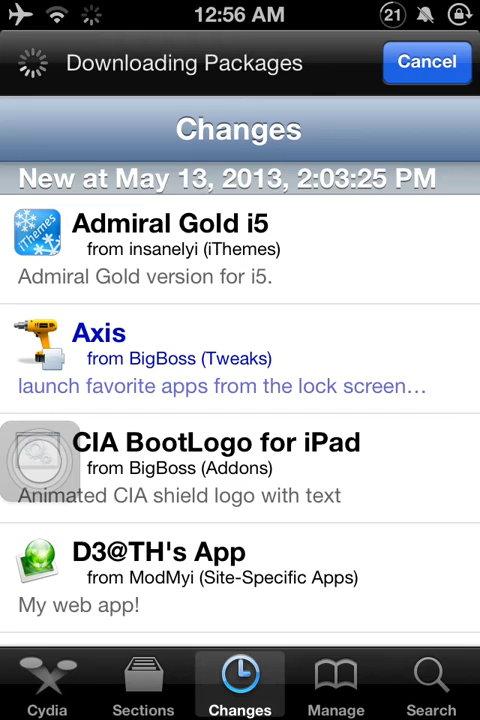 12:56 AM
21
Downloading Packages
Cancel
Changes
New at May 13, 2013, 2:03:25 PM
iThemes
Admiral Gold i5
from insanelyi (iThemes)
Admiral Gold version for i5.
Axis
from BigBoss (Tweaks)
launch favorite apps from the lock screen…
CIA BootLogo for iPad
from BigBoss (Addons)
Animated CIA shield logo with text
D3@TH's App
from ModMyi (Site-Specific Apps)
My web app!
Cydia
Sections
Changes
Manage
Search